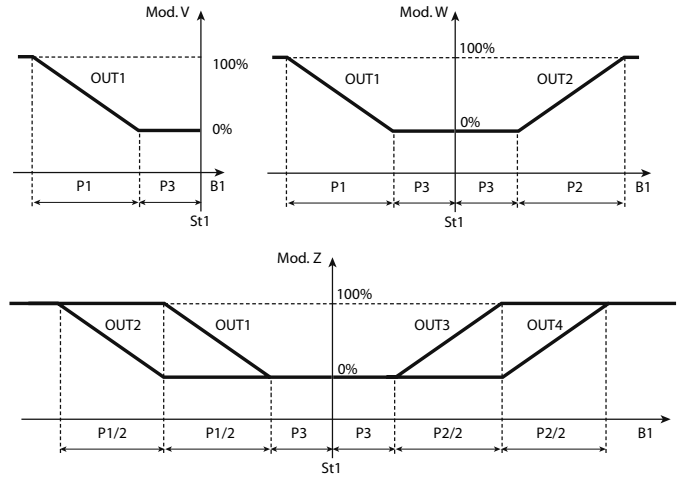 Mod. V
100%
OUT1
0%
P1 P3 B1
St1
Mod. W
100%
OUT1 OUT2
0%
P1 P3 P3 P2 B1
St1
Mod. Z
100%
OUT2 OUT1 OUT3 OUT4
0%
P1/2 P1/2 P3 P3 P2/2 P2/2 B1
St1